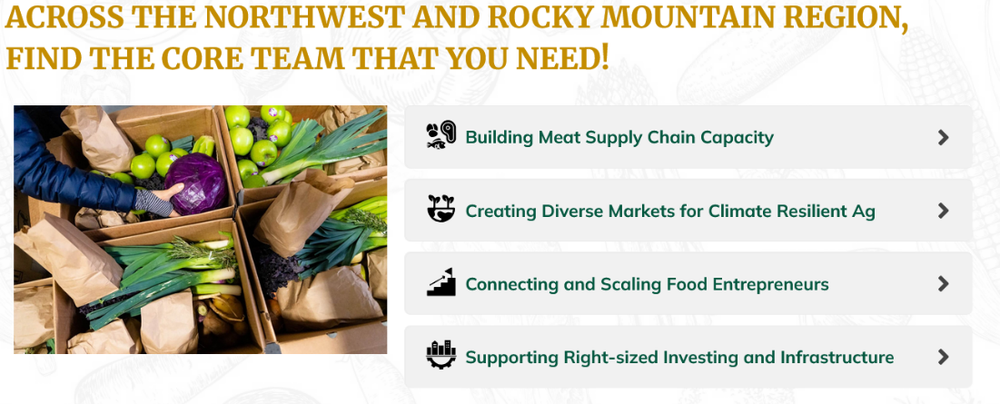 ACROSS THE NORTHWEST AND ROCKY MOUNTAIN REGION,
FIND THE CORE TEAM THAT YOU NEED!
Building Meat Supply Chain Capacity
Creating Diverse Markets for Climate Resilient Ag
Connecting and Scaling Food Entrepreneurs
Supporting Right-sized Investing and Infrastructure